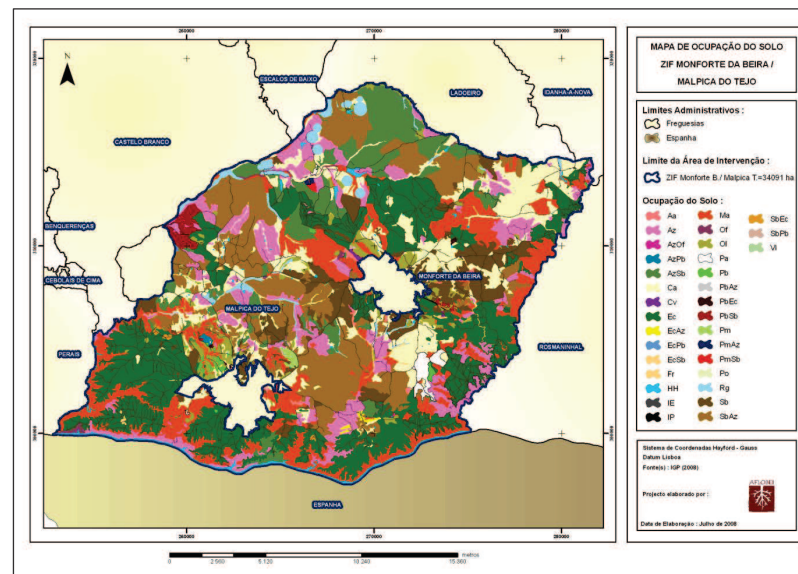 MAPA DE OCUPAÇÃO DO SOLO
ZIF MONFORTE DA BEIRA /
MALPICA DO TEJO
Limites Administrativos :
Freguesias
Espanha
Limite da Área de Intervenção :
ZIF Monforte B./ Malpica T.=34091 ha
Ocupação do Solo :
Aa
Az
AzOf
AzPb
AzSb
Ca
Cv
Ec
EcAz
EcPb
EcSb
Fr
HH
IE
IP
Ma
Of
Ol
Pa
Pb
PbAz
PbEc
PbSb
Pm
PmAz
PmSb
Po
Rg
Sb
SbAz
SbEc
SbPb
Vi
Sistema de Coordenadas Hayford - Gauss
Datum Lisboa
Fonte(s) : IGP (2008)
Projecto elaborado por :
AFLOBEI
Data de Elaboração : Julho de 2008
260000
270000
280000
N
ESCALOS DE BAIXO
LADOEIRO
IDANHA-A-NOVA
CASTELO BRANCO
BENQUERENÇAS
CEBOLAIS DE CIMA
MONFORTE DA BEIRA
MALPICA DO TEJO
PERAIS
ROSMANINHAL
ESPANHA
260000
270000
280000
metros
0
2 560
5 120
10 240
15 360